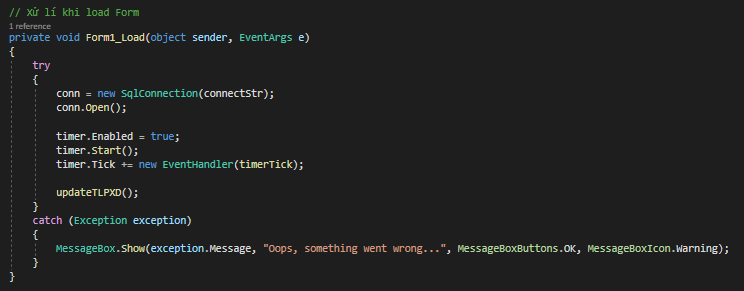 // Xử lí khi load Form
1 reference
private void Form1_Load(object sender, EventArgs e)
{
try
{
conn = new SqlConnection(connectStr);
conn.Open();
timer.Enabled = true;
timer.Start();
timer.Tick += new EventHandler(timerTick);
updateTLPXD();
}
catch (Exception exception)
{
MessageBox.Show(exception.Message, "Oops, something went wrong...", MessageBoxButtons.OK, MessageBoxIcon.Warning);
}
}